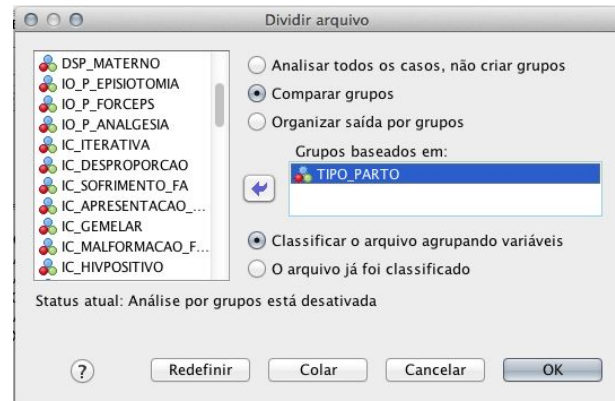 Dividir arquivo
DSP_MATERNO
IO_P_EPISIOTOMIA
IO_P_FORCEPS
IO_P_ANALGESIA
IC_ITERATIVA
IC_DESPROPORCAO
IC_SOFRIMENTO_FA
IC_APRESENTACAO_...
IC_GEMELAR
IC_MALFORMACAO_F...
IC_HIVPOSITIVO
Analisar todos os casos, não criar grupos
Comparar grupos
Organizar saída por grupos
Grupos baseados em:
TIPO_PARTO
Classificar o arquivo agrupando variáveis
O arquivo já foi classificado
Status atual: Análise por grupos está desativada
? Redefinir Colar Cancelar OK